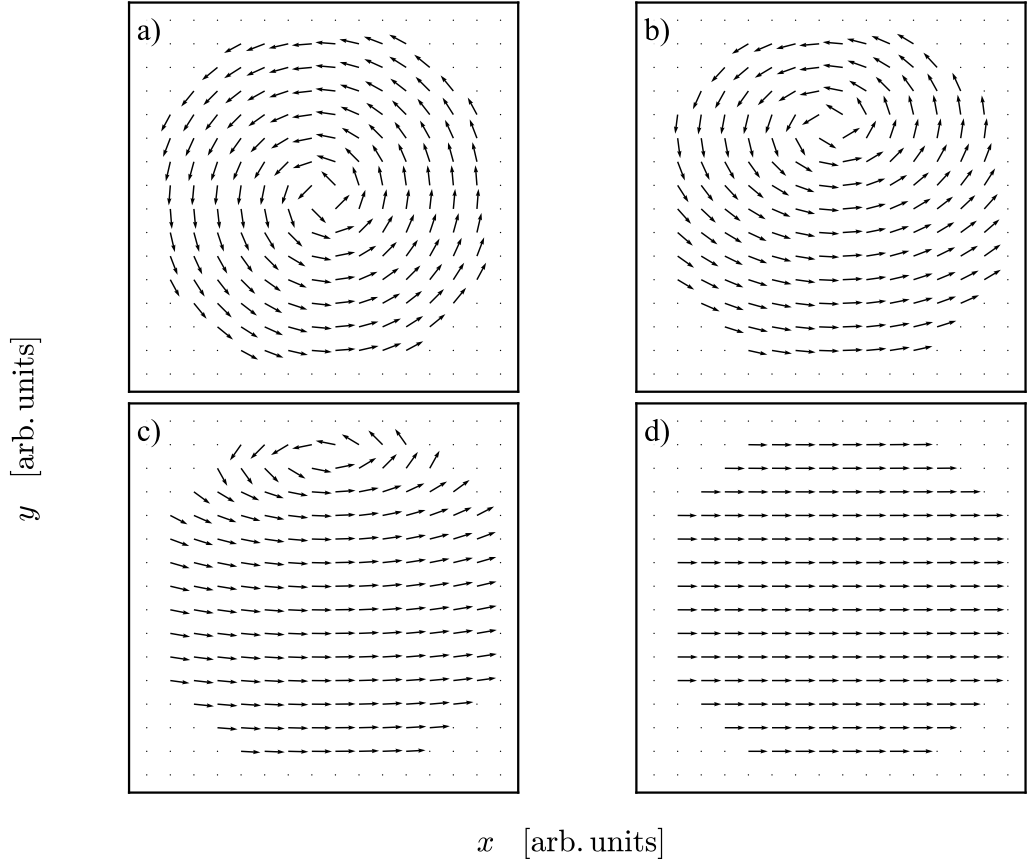 a)
b)
c)
d)
y [arb. units]
x [arb. units]